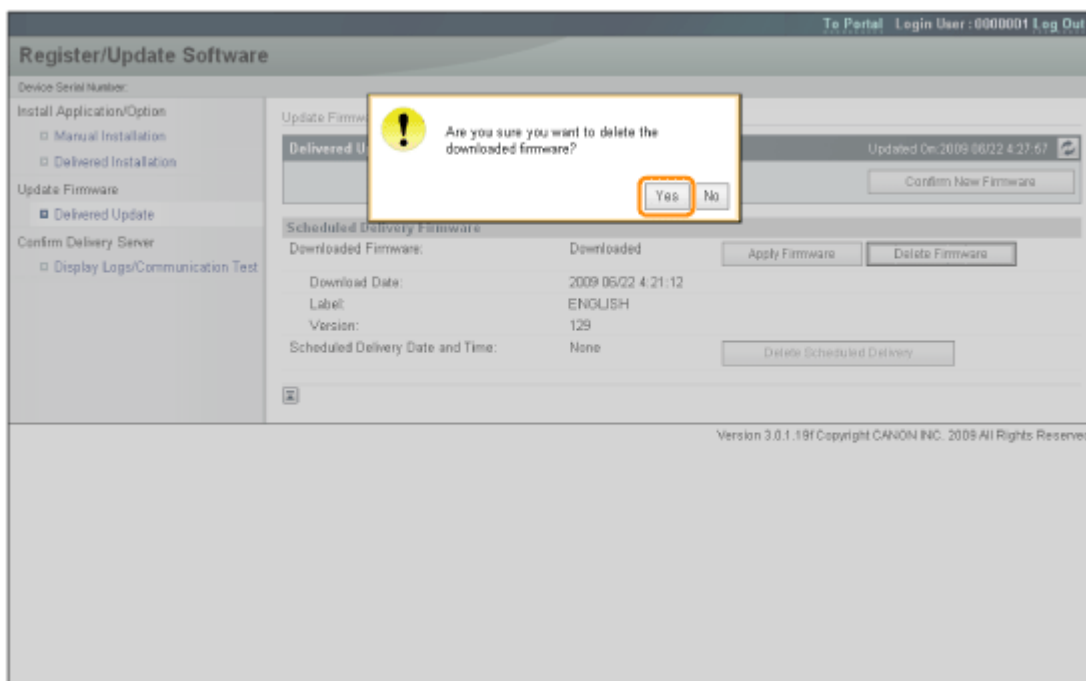 To Portal Login User : 0000001 Log Out
Register/Update Software
Device Serial Number:
Install Application/Option
Manual Installation
Delivered Installation
Update Firmware
Delivered Update
Confirm Delivery Server
Display Logs/Communication Test
Update Firmw
Delivered U
Updated On:2009 06/22 4:27:57
Confirm New Firmware
Are you sure you want to delete the
downloaded firmware?
Yes No
Scheduled Delivery Firmware
Downloaded Firmware: Downloaded Apply Firmware Delete Firmware
Download Date: 2009 06/22 4:21:12
Label: ENGLISH
Version: 129
Scheduled Delivery Date and Time: None Delete Scheduled Delivery
Version 3.0.1.19f Copyright CANON INC. 2009 All Rights Reserve